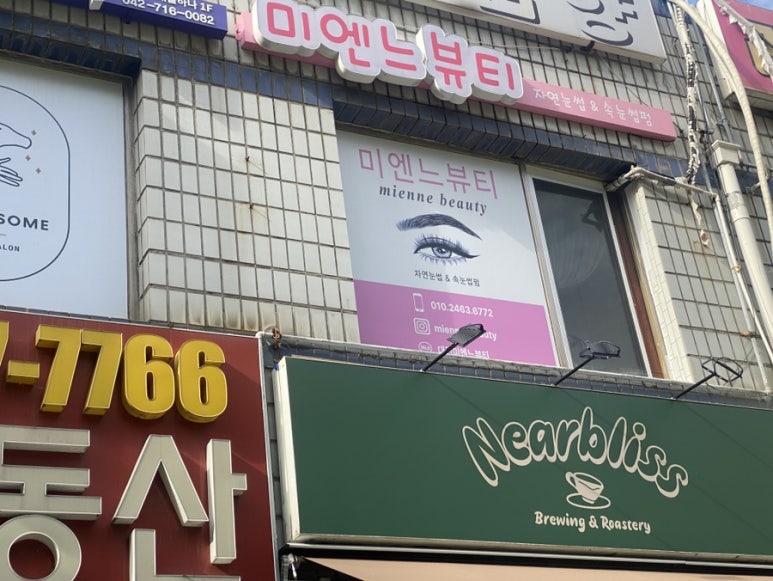 042-716-0082
미엔느뷰티
자연눈썹 & 속눈썹펌
미엔느뷰티
mienne beauty
자연눈썹 & 속눈썹펌
010.2463.6772
SOME
SALON
-7766
동산
Nearbliss
Brewing & Roastery